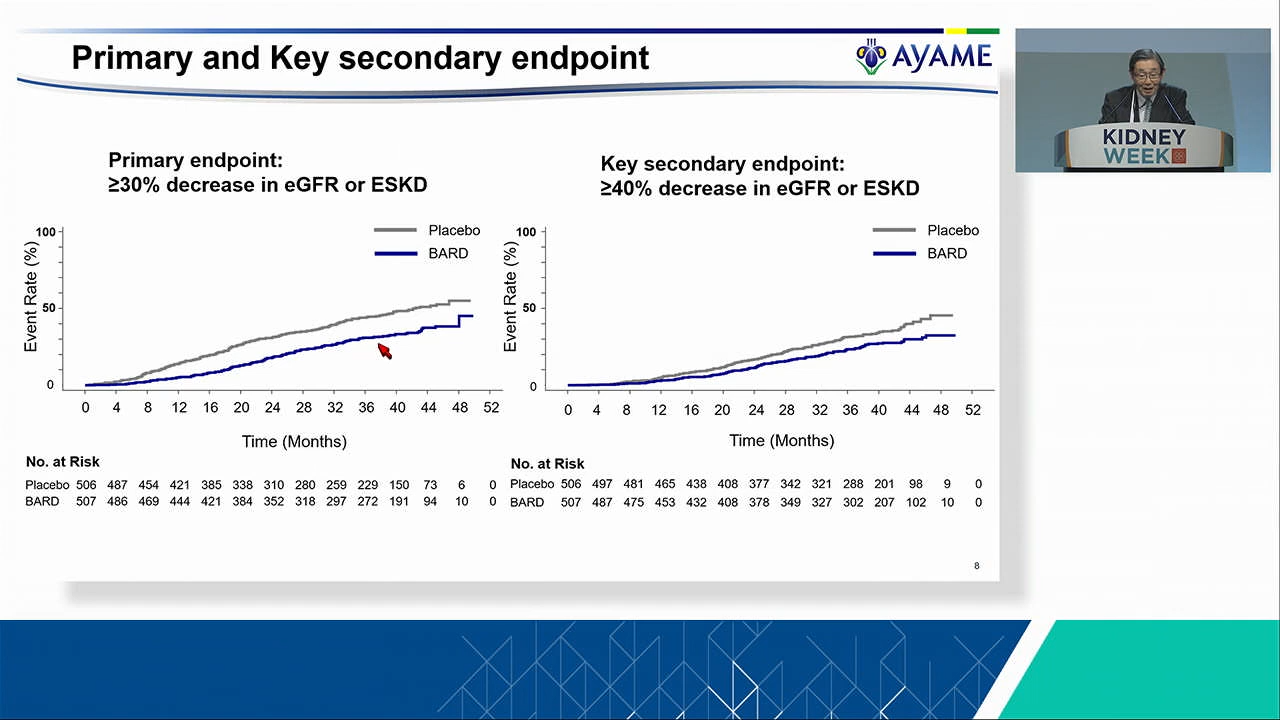 Primary and Key secondary endpoint
AYAME
KIDNEY
WEEK
Primary endpoint:
≥30% decrease in eGFR or ESKD
Placebo
BARD
100
50
0
Event Rate (%)
0 4 8 12 16 20 24 28 32 36 40 44 48 52
Time (Months)
No. at Risk
Placebo 506 487 454 421 385 338 310 280 259 229 150 73 6 0
BARD 507 486 469 444 421 384 352 318 297 272 191 94 10 0
Key secondary endpoint:
≥40% decrease in eGFR or ESKD
Placebo
BARD
100
50
0
Event Rate (%)
0 4 8 12 16 20 24 28 32 36 40 44 48 52
Time (Months)
No. at Risk
Placebo 506 497 481 465 438 408 377 342 321 288 201 98 9 0
BARD 507 487 475 453 432 408 378 349 327 302 207 102 10 0
8